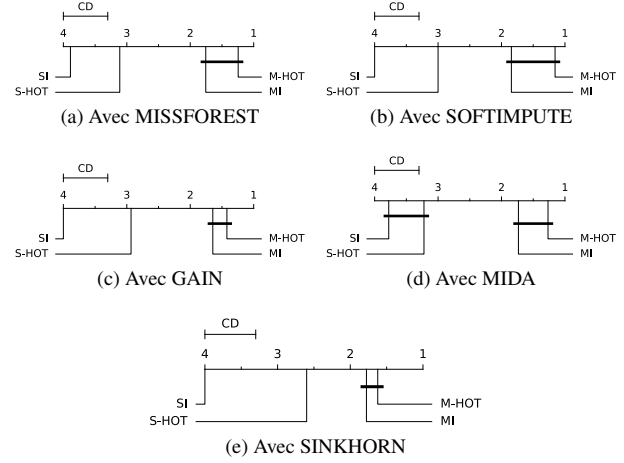 CD
4 3 2 1
SI M-HOT
S-HOT MI
(a) Avec MISSFOREST
CD
4 3 2 1
SI M-HOT
S-HOT MI
(b) Avec SOFTIMPUTE
CD
4 3 2 1
SI M-HOT
S-HOT MI
(c) Avec GAIN
CD
4 3 2 1
SI M-HOT
S-HOT MI
(d) Avec MIDA
CD
4 3 2 1
SI M-HOT
S-HOT MI
(e) Avec SINKHORN